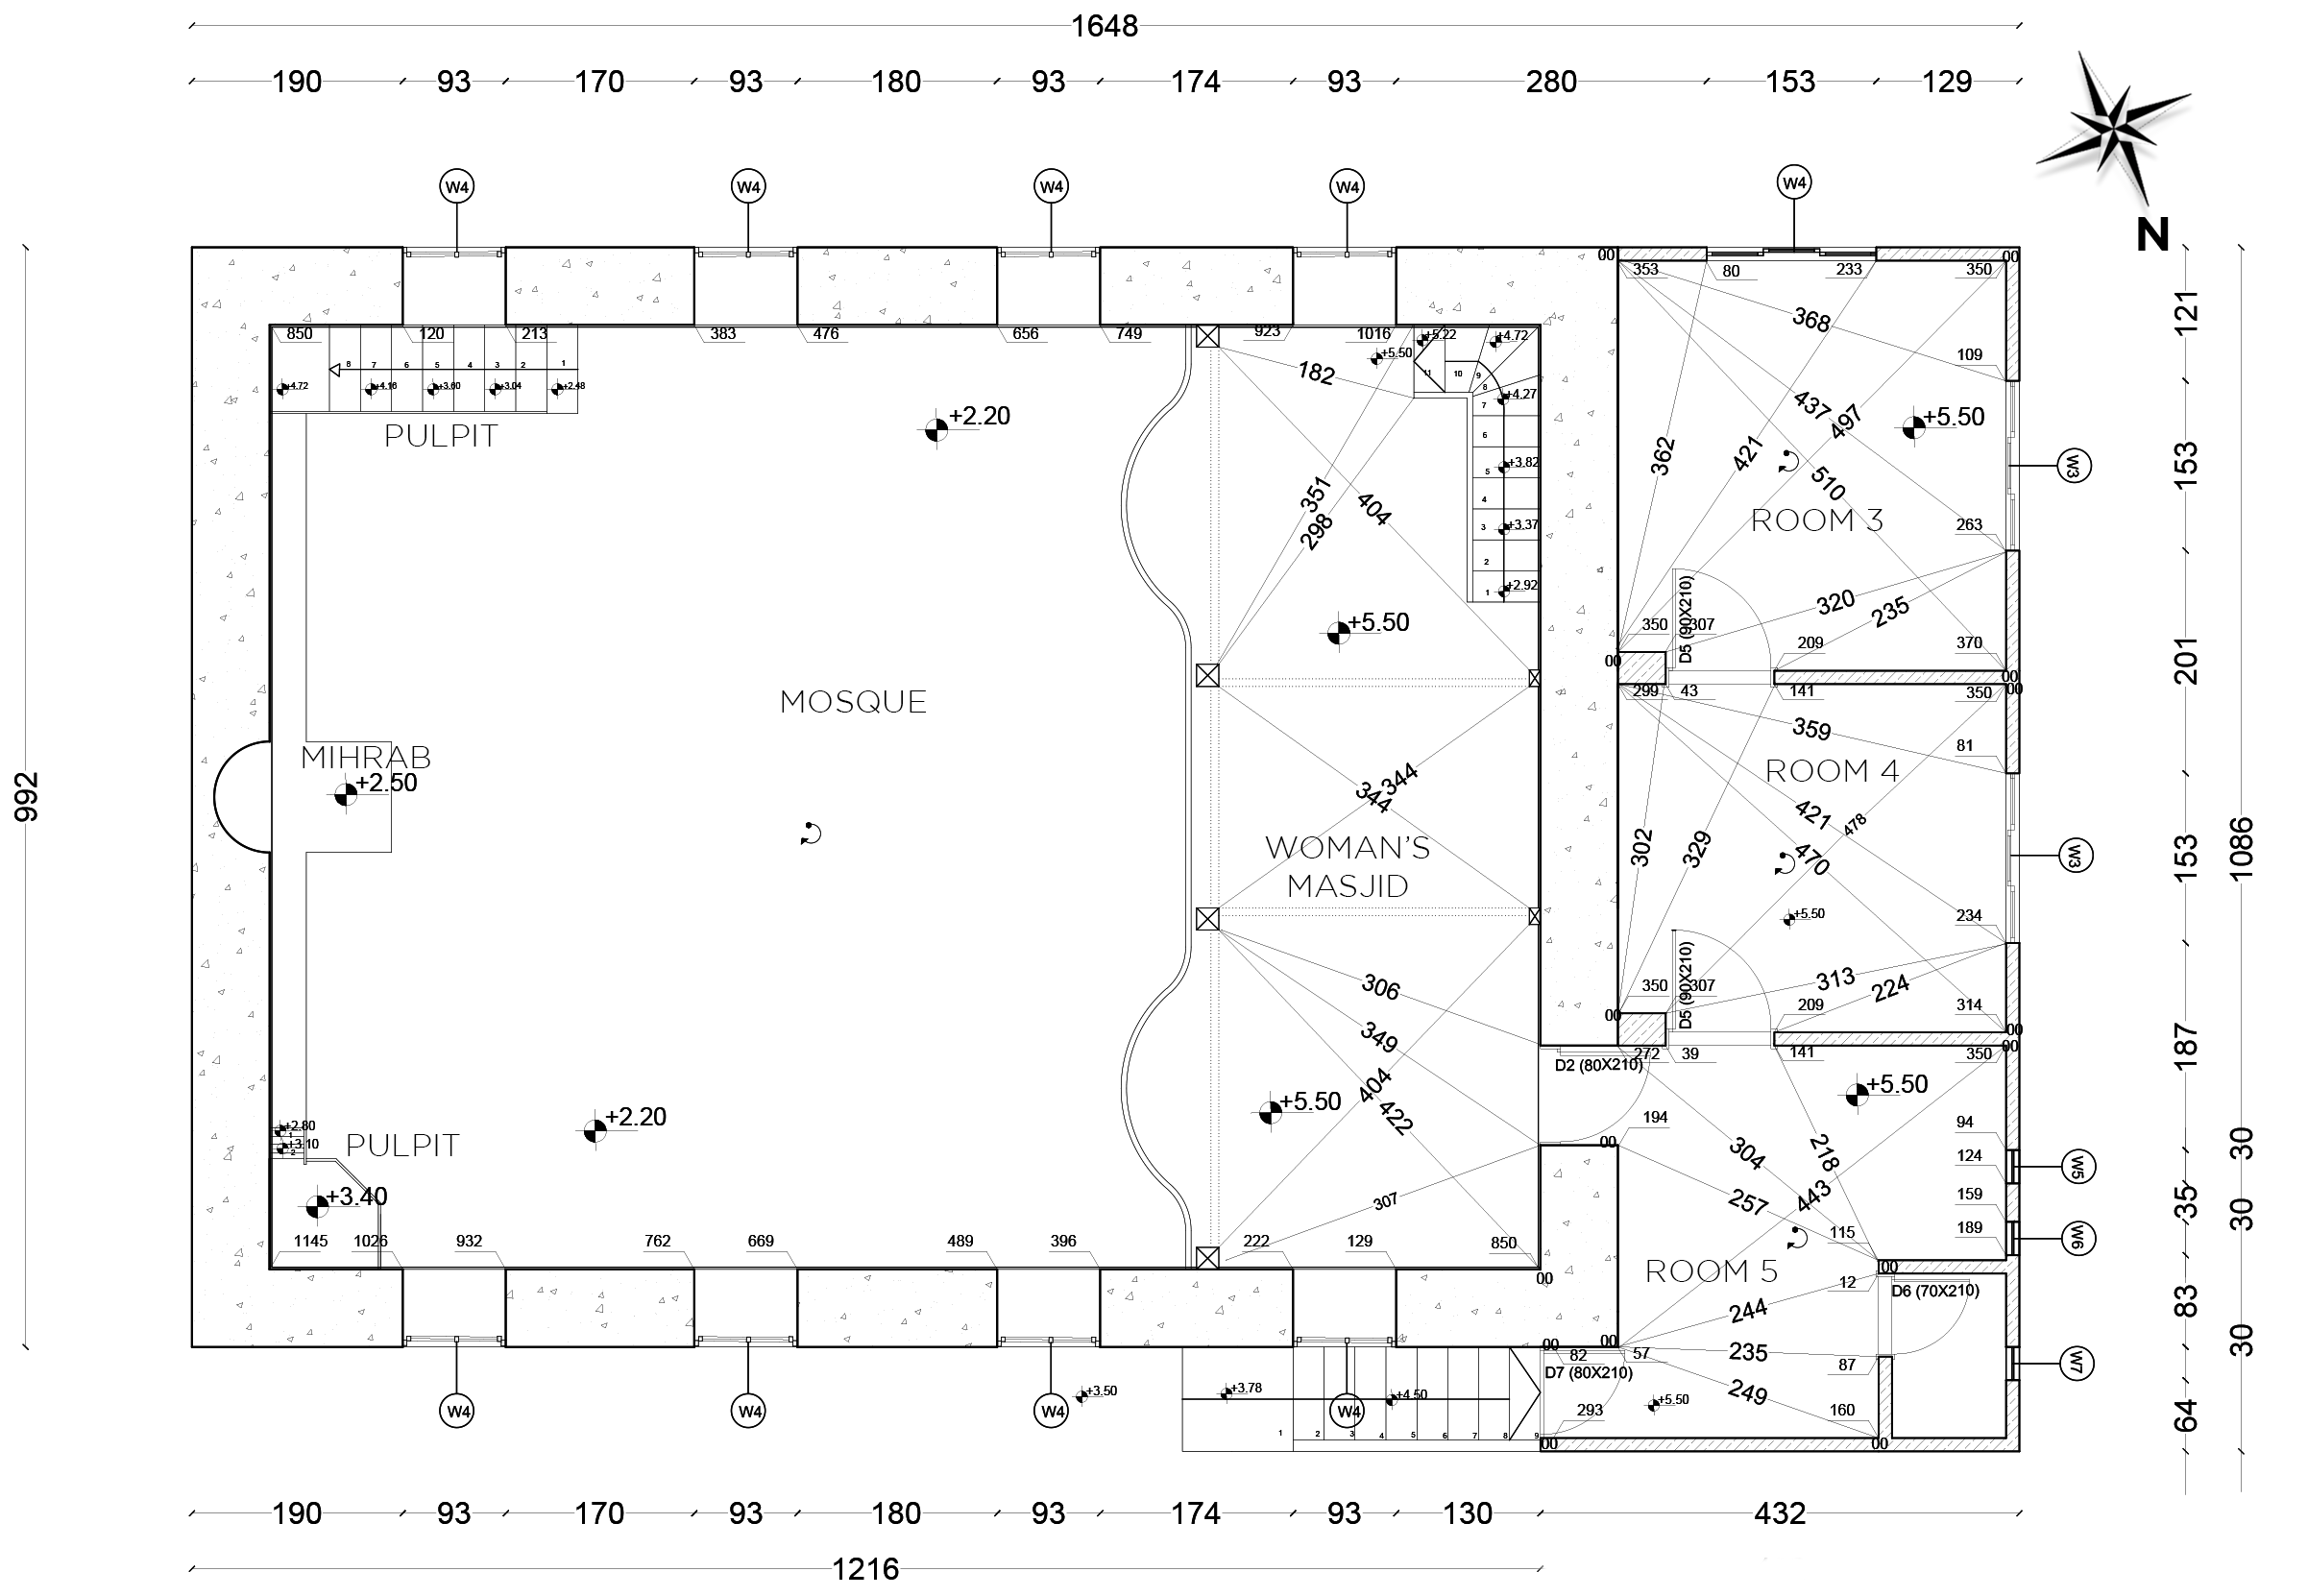 1648
190 93 170 93 180 93 174 93 280 153 129
N
W4 W4 W4 W4 W4
00 00
353 80 233 350
850 120 213 383 476 656 749 923 1016
121
+5.22 +4.72
+5.50
368
109
8 7 6 5 4 3 2 1
182
11 10 9 8
+4.72 +4.16 +3.60 +3.04 +2.48
+4.27
7
437 497
+2.20
+5.50
PULPIT
6
362 421
153
W3
+3.82
5
510
351
4
404
ROOM 3
298
3
+3.37
263
2
+2.92
1
320
235
D5 (90X210)
+5.50
350 307
209 370
201
00 00
299 43 141 350
00
MOSQUE
359
81
MIHRAB
+2.50
344
344
ROOM 4
992
421 478
302 329
470
153
W3
1086
WOMAN'S
MASJID
+5.50
234
306
313
224
D5 (90X210)
350 307
209 314
00
349
00
00
272 39 141 350
187
D2 (80X210)
404
+5.50
+5.50
422
+2.20
194
94
+2.80
1
+3.10
2
PULPIT
00
304 218
124
W5
30
+3.40
307
257 443
159
35
30
115
189
W6
1145 1026 932 762 669 489 396 222 129 850
00
ROOM 5
00
12
D6 (70X210)
244
83
30
00 00
82 57
235
87
W7
D7 (80X210)
W4 W4 W4 W4
+3.50 +3.78 +4.50
249
+5.50
293
160
64
1 2 3 4 5 6 7 8 9
00 00
190 93 170 93 180 93 174 93 130 432
1216